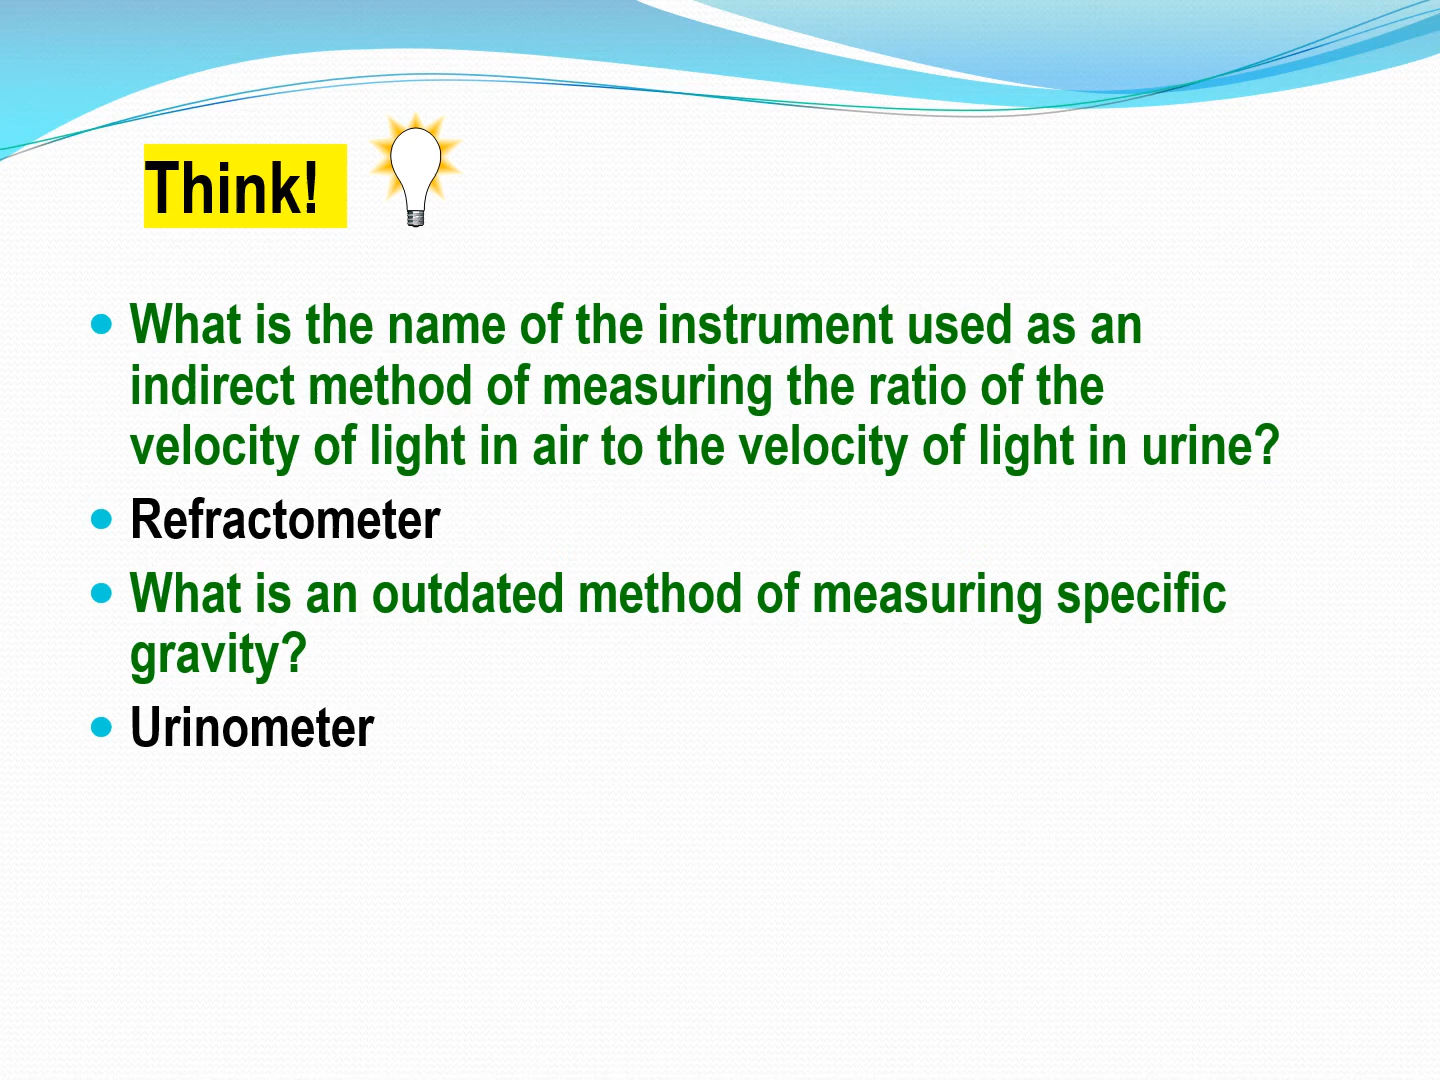 Think!
What is the name of the instrument used as an
indirect method of measuring the ratio of the
velocity of light in air to the velocity of light in urine?
Refractometer
What is an outdated method of measuring specific
gravity?
Urinometer